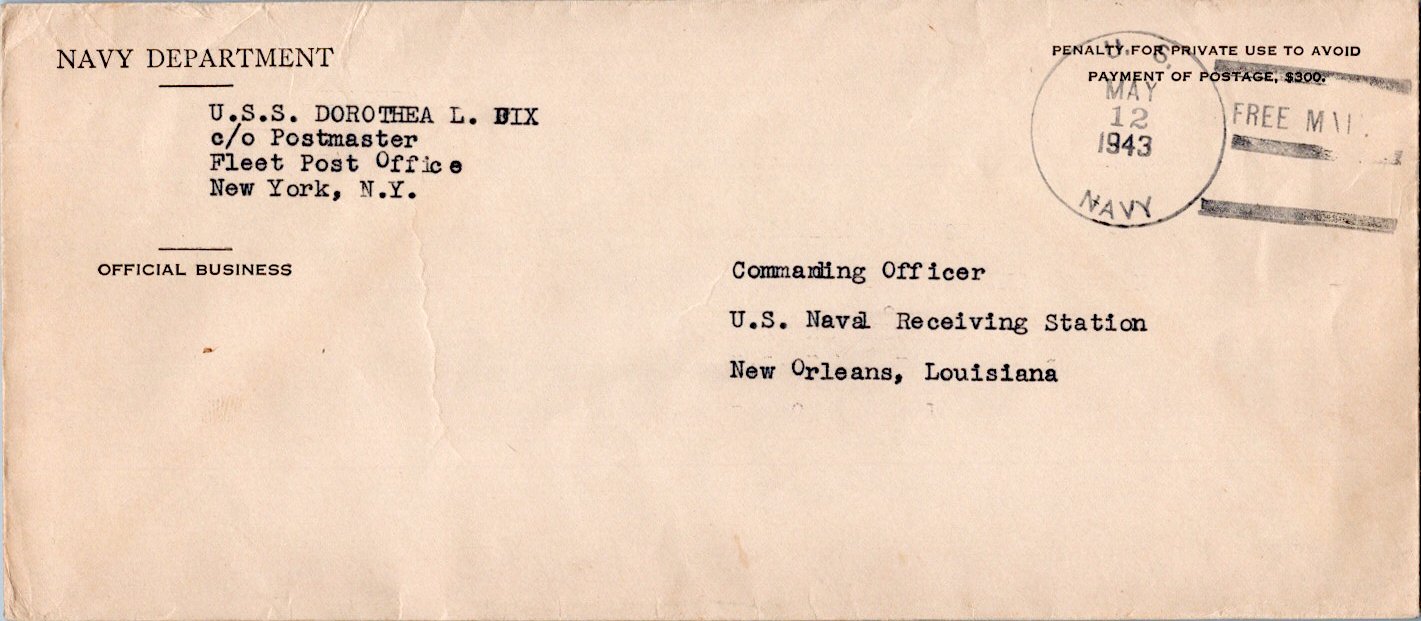 NAVY DEPARTMENT
U.S.S. DOROTHEA L. DIX
c/o Postmaster
Fleet Post Office
New York, N.Y.
OFFICIAL BUSINESS
PENALTY FOR PRIVATE USE TO AVOID
PAYMENT OF POSTAGE, $300.
U. S.
MAY
12
1943
NAVY
FREE
Commanding Officer
U.S. Naval Receiving Station
New Orleans, Louisiana